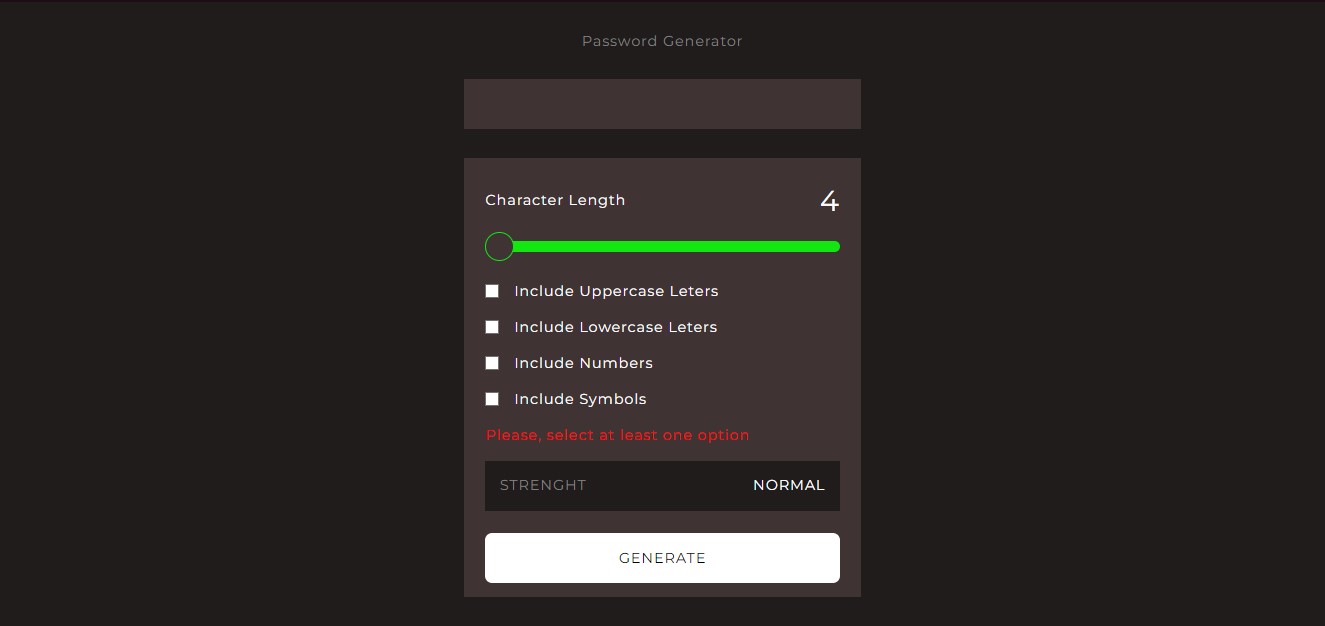 Password Generator
Character Length 4
Include Uppercase Leters
Include Lowercase Leters
Include Numbers
Include Symbols
Please, select at least one option
STRENGHT NORMAL
GENERATE